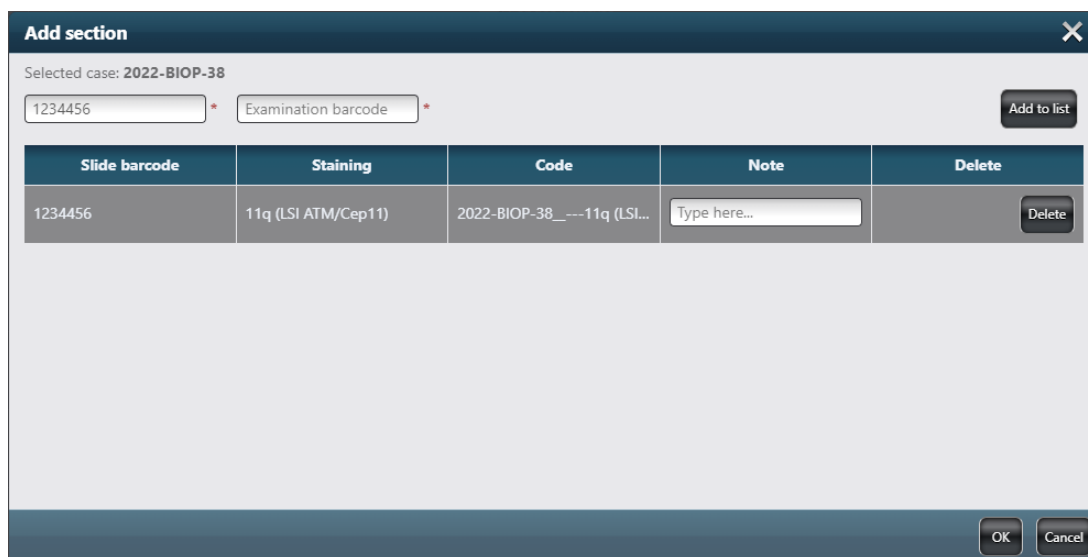 Add section
Selected case: 2022-BIOP-38
1234456 * Examination barcode * Add to list
Slide barcode Staining Code Note Delete
1234456 11q (LSI ATM/Cep11) 2022-BIOP-38__---11q (LSI... Type here... Delete
OK Cancel